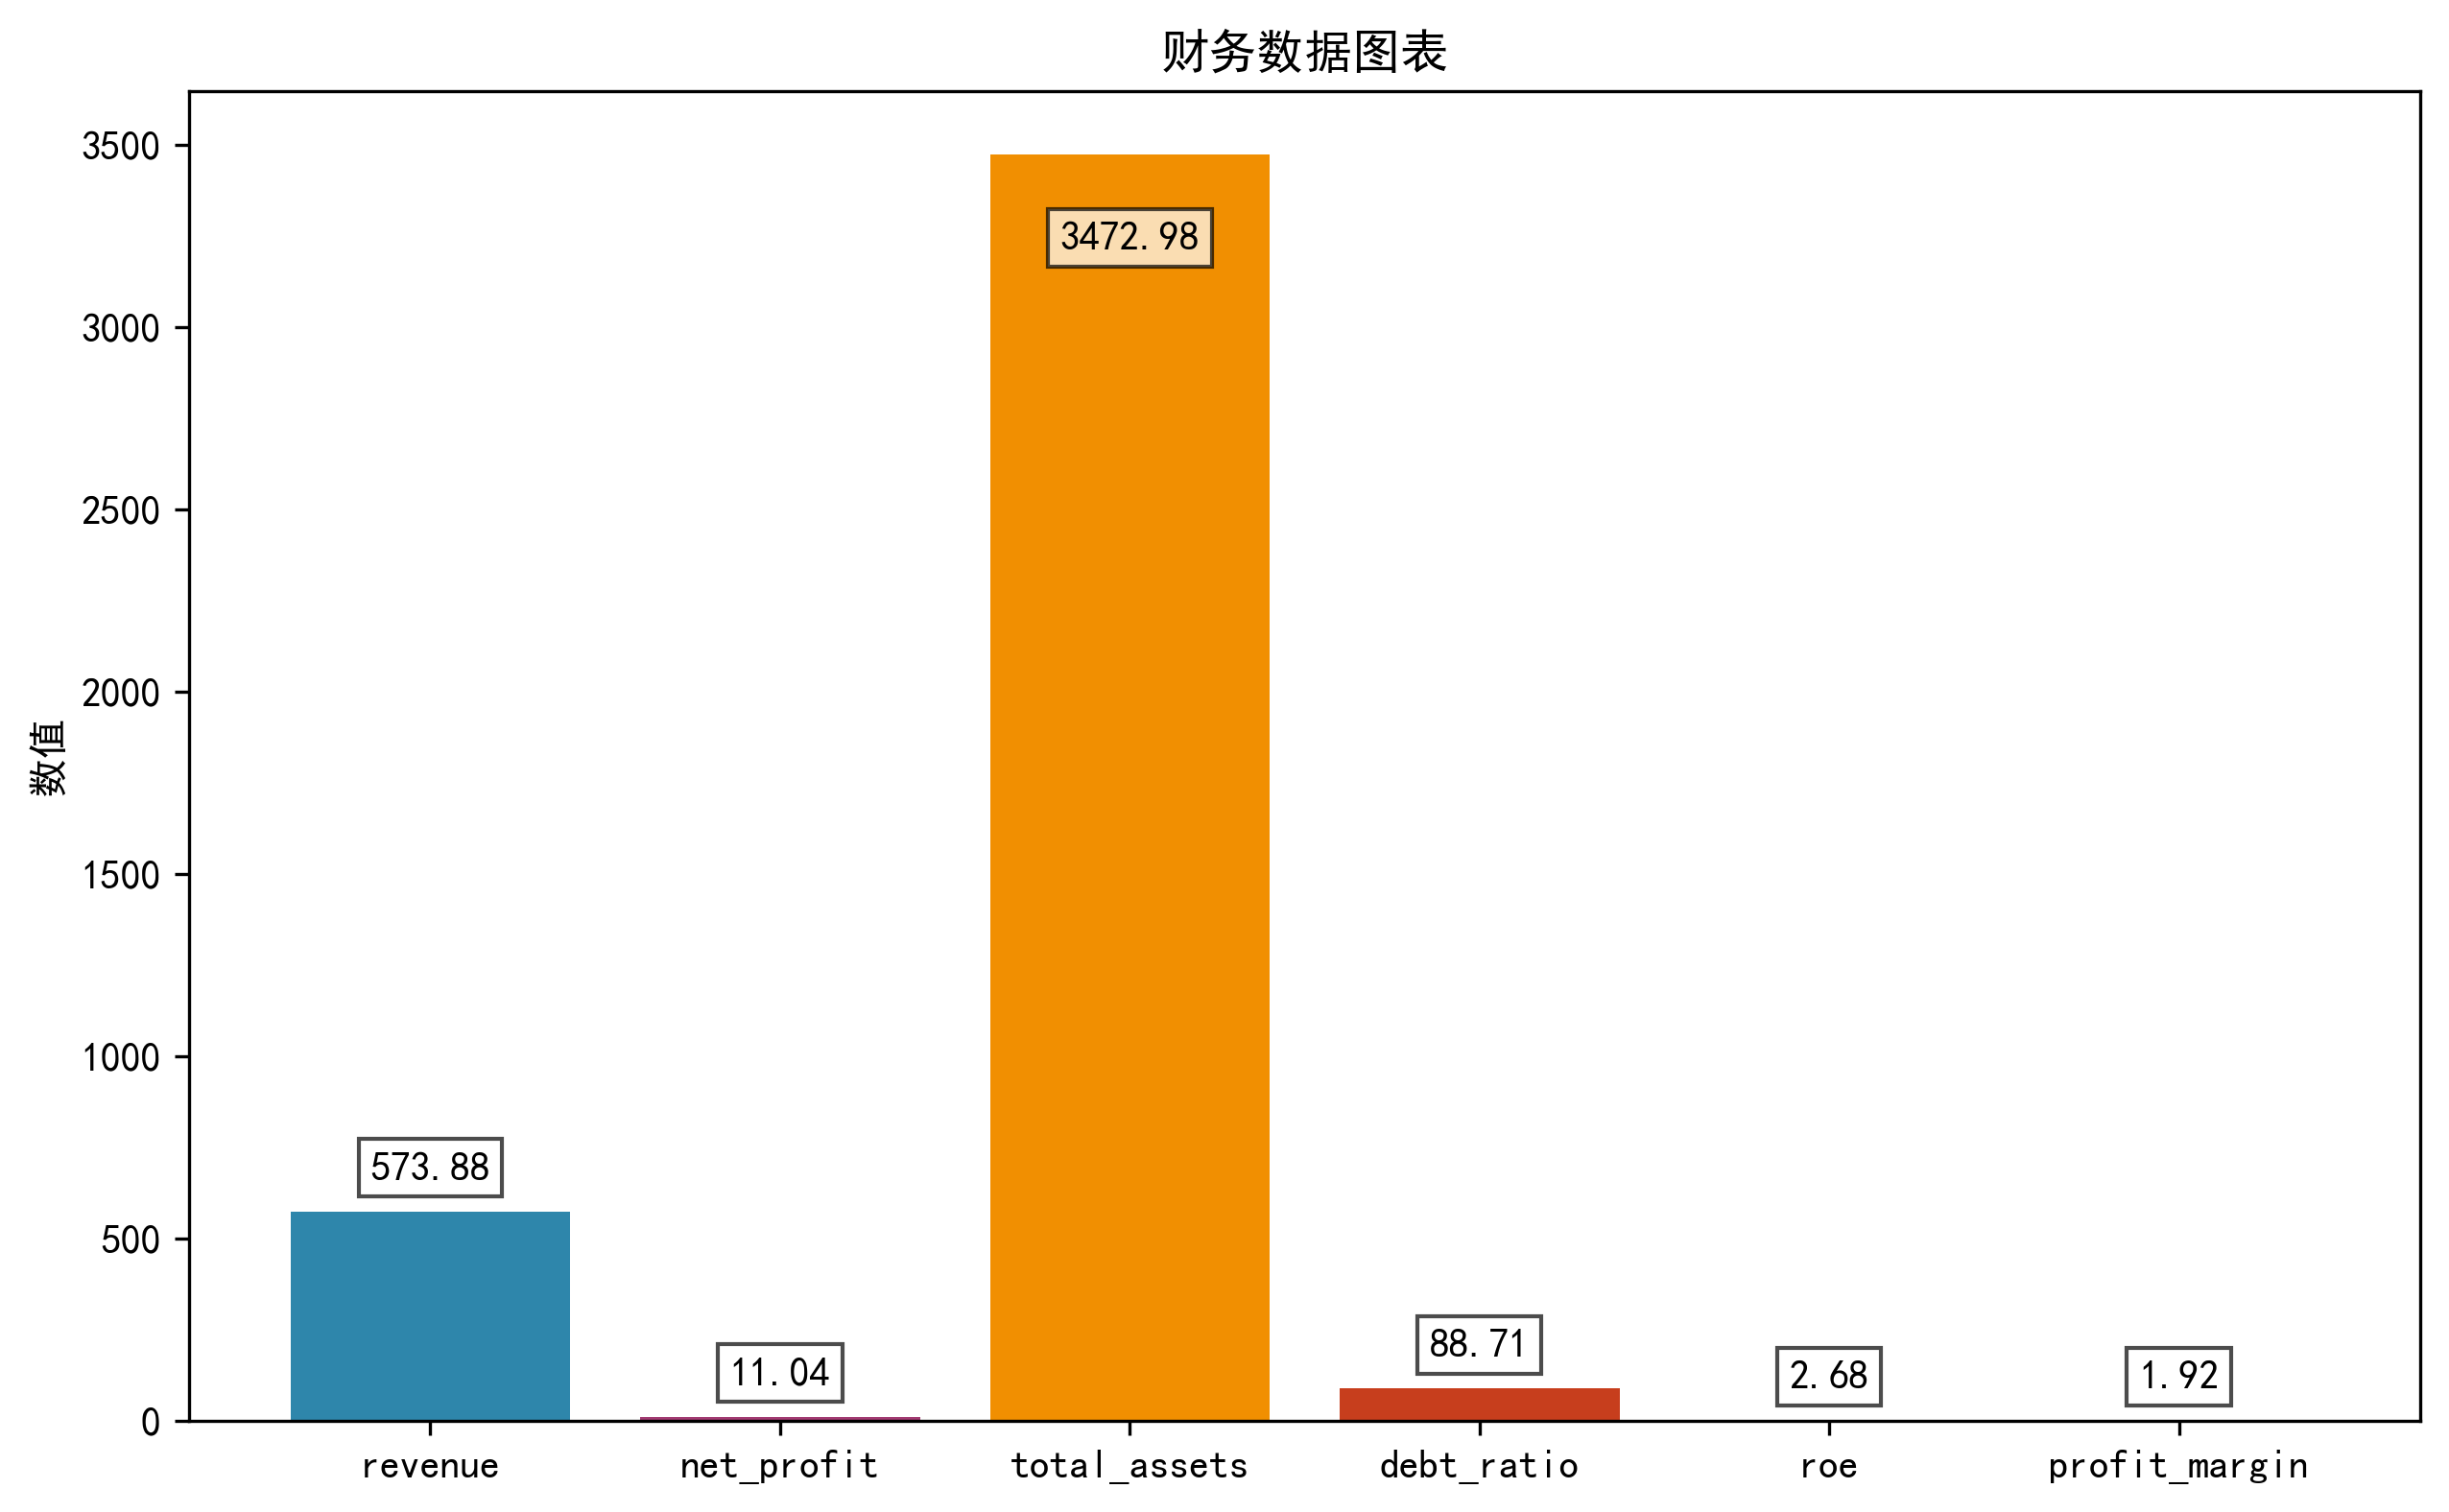 财务数据图表
数值
3500
3000
2500
2000
1500
1000
500
0
573.88
11.04
3472.98
88.71
2.68
1.92
revenue
net_profit
total_assets
debt_ratio
roe
profit_margin